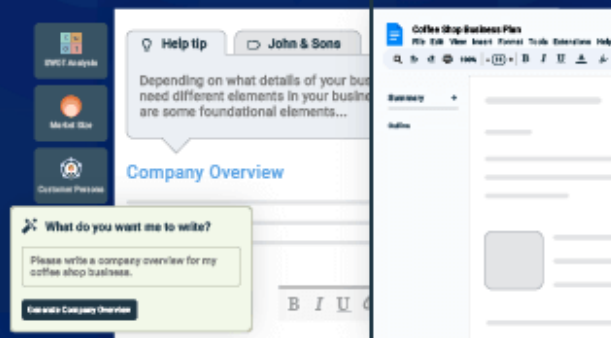 SWOT Analysis
Market Size
Customer Persona
Help tip
John & Sons
Depending on what details of your bus
need different elements in your busine
are some foundational elements...
Company Overview
What do you want me to write?
Please write a company overview for my
coffee shop business.
Generate Company Overview
B I U
Coffee Shop Business Plan
File Edit View Insert Format Tools Extensions Help
100% - 11 + B I U A
Summary +
Outline